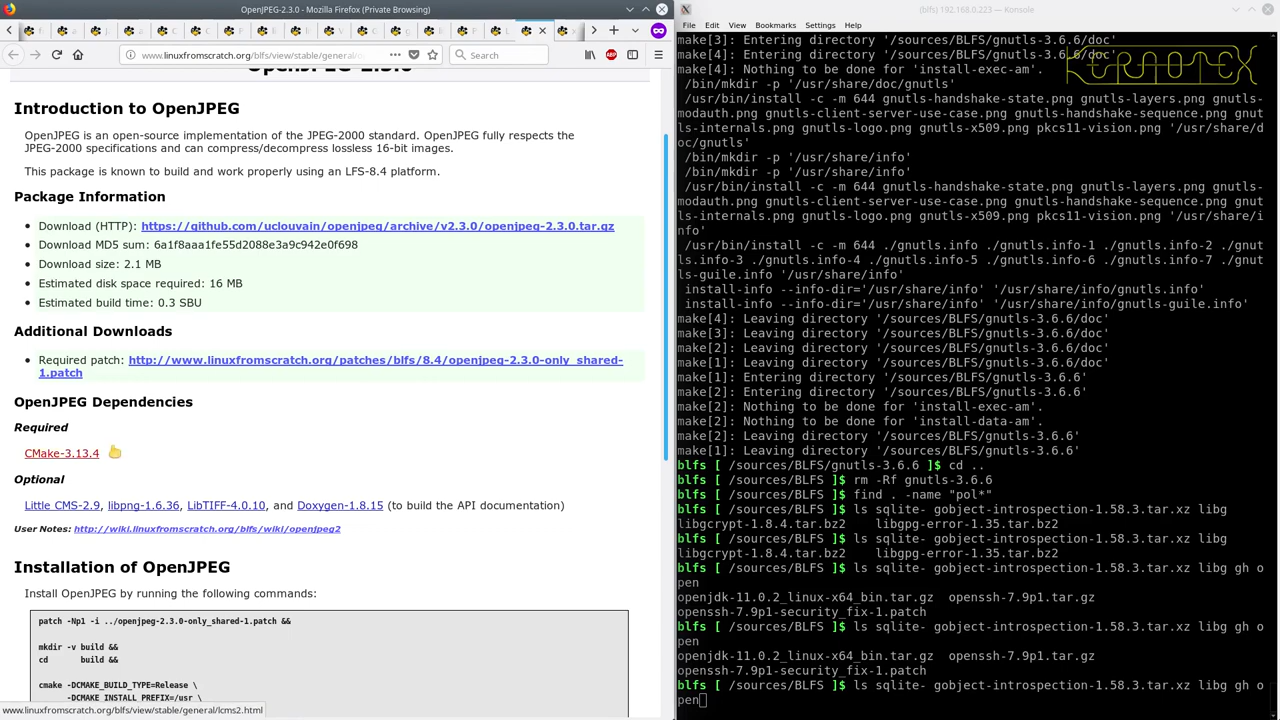 OpenJPEG-2.3.0 - Mozilla Firefox (Private Browsing)
www.linuxfromscratch.org/blfs/view/stable/general/
Search
Introduction to OpenJPEG
OpenJPEG is an open-source implementation of the JPEG-2000 standard. OpenJPEG fully respects the
JPEG-2000 specifications and can compress/decompress lossless 16-bit images.
This package is known to build and work properly using an LFS-8.4 platform.
Package Information
Download (HTTP): https://github.com/uclouvain/openjpeg/archive/v2.3.0/openjpeg-2.3.0.tar.gz
Download MD5 sum: 6a1f8aaa1fe55d2088e3a9c942e0f698
Download size: 2.1 MB
Estimated disk space required: 16 MB
Estimated build time: 0.3 SBU
Additional Downloads
Required patch: http://www.linuxfromscratch.org/patches/blfs/8.4/openjpeg-2.3.0-only_shared-
1.patch
OpenJPEG Dependencies
Required
CMake-3.13.4
Optional
Little CMS-2.9, libpng-1.6.36, LibTIFF-4.0.10, and Doxygen-1.8.15 (to build the API documentation)
User Notes: http://wiki.linuxfromscratch.org/blfs/wiki/openjpeg2
Installation of OpenJPEG
Install OpenJPEG by running the following commands:
patch -Np1 -i ../openjpeg-2.3.0-only_shared-1.patch &&
mkdir -v build &&
cd build &&
cmake -DCMAKE_BUILD_TYPE=Release \
-DCMAKE_INSTALL_PREFIX=/usr \
www.linuxfromscratch.org/blfs/view/stable/general/lcms2.html
(blfs) 192.168.0.223 — Konsole
File Edit View Bookmarks Settings Help
make[3]: Entering directory '/sources/BLFS/gnutls-3.6.6/doc'
make[4]: Entering directory '/sources/BLFS/gnutls-3.6.6/doc'
make[4]: Nothing to be done for 'install-exec-am'.
/bin/mkdir -p '/usr/share/doc/gnutls'
/usr/bin/install -c -m 644 gnutls-handshake-state.png gnutls-layers.png gnutls-
modauth.png gnutls-client-server-use-case.png gnutls-handshake-sequence.png gnut
ls-internals.png gnutls-logo.png gnutls-x509.png pkcs11-vision.png '/usr/share/d
oc/gnutls'
/bin/mkdir -p '/usr/share/info'
/bin/mkdir -p '/usr/share/info'
/usr/bin/install -c -m 644 gnutls-handshake-state.png gnutls-layers.png gnutls-
modauth.png gnutls-client-server-use-case.png gnutls-handshake-sequence.png gnut
ls-internals.png gnutls-logo.png gnutls-x509.png pkcs11-vision.png '/usr/share/i
nfo'
/usr/bin/install -c -m 644 ./gnutls.info ./gnutls.info-1 ./gnutls.info-2 ./gnut
ls.info-3 ./gnutls.info-4 ./gnutls.info-5 ./gnutls.info-6 ./gnutls.info-7 ./gnut
ls-guile.info '/usr/share/info'
install-info --info-dir='/usr/share/info' '/usr/share/info/gnutls.info'
install-info --info-dir='/usr/share/info' '/usr/share/info/gnutls-guile.info'
make[4]: Leaving directory '/sources/BLFS/gnutls-3.6.6/doc'
make[3]: Leaving directory '/sources/BLFS/gnutls-3.6.6/doc'
make[2]: Leaving directory '/sources/BLFS/gnutls-3.6.6/doc'
make[1]: Leaving directory '/sources/BLFS/gnutls-3.6.6/doc'
make[1]: Entering directory '/sources/BLFS/gnutls-3.6.6'
make[2]: Entering directory '/sources/BLFS/gnutls-3.6.6'
make[2]: Nothing to be done for 'install-exec-am'.
make[2]: Nothing to be done for 'install-data-am'.
make[2]: Leaving directory '/sources/BLFS/gnutls-3.6.6'
make[1]: Leaving directory '/sources/BLFS/gnutls-3.6.6'
blfs [ /sources/BLFS/gnutls-3.6.6 ]$ cd ..
blfs [ /sources/BLFS ]$ rm -Rf gnutls-3.6.6
blfs [ /sources/BLFS ]$ find . -name "pol*"
blfs [ /sources/BLFS ]$ ls sqlite- gobject-introspection-1.58.3.tar.xz libg
libgcrypt-1.8.4.tar.bz2 libgpg-error-1.35.tar.bz2
blfs [ /sources/BLFS ]$ ls sqlite- gobject-introspection-1.58.3.tar.xz libg
libgcrypt-1.8.4.tar.bz2 libgpg-error-1.35.tar.bz2
blfs [ /sources/BLFS ]$ ls sqlite- gobject-introspection-1.58.3.tar.xz libg gh o
pen
openjdk-11.0.2_linux-x64_bin.tar.gz openssh-7.9p1.tar.gz
openssh-7.9p1-security_fix-1.patch
blfs [ /sources/BLFS ]$ ls sqlite- gobject-introspection-1.58.3.tar.xz libg gh o
pen
openjdk-11.0.2_linux-x64_bin.tar.gz openssh-7.9p1.tar.gz
openssh-7.9p1-security_fix-1.patch
blfs [ /sources/BLFS ]$ ls sqlite- gobject-introspection-1.58.3.tar.xz libg gh o
pen